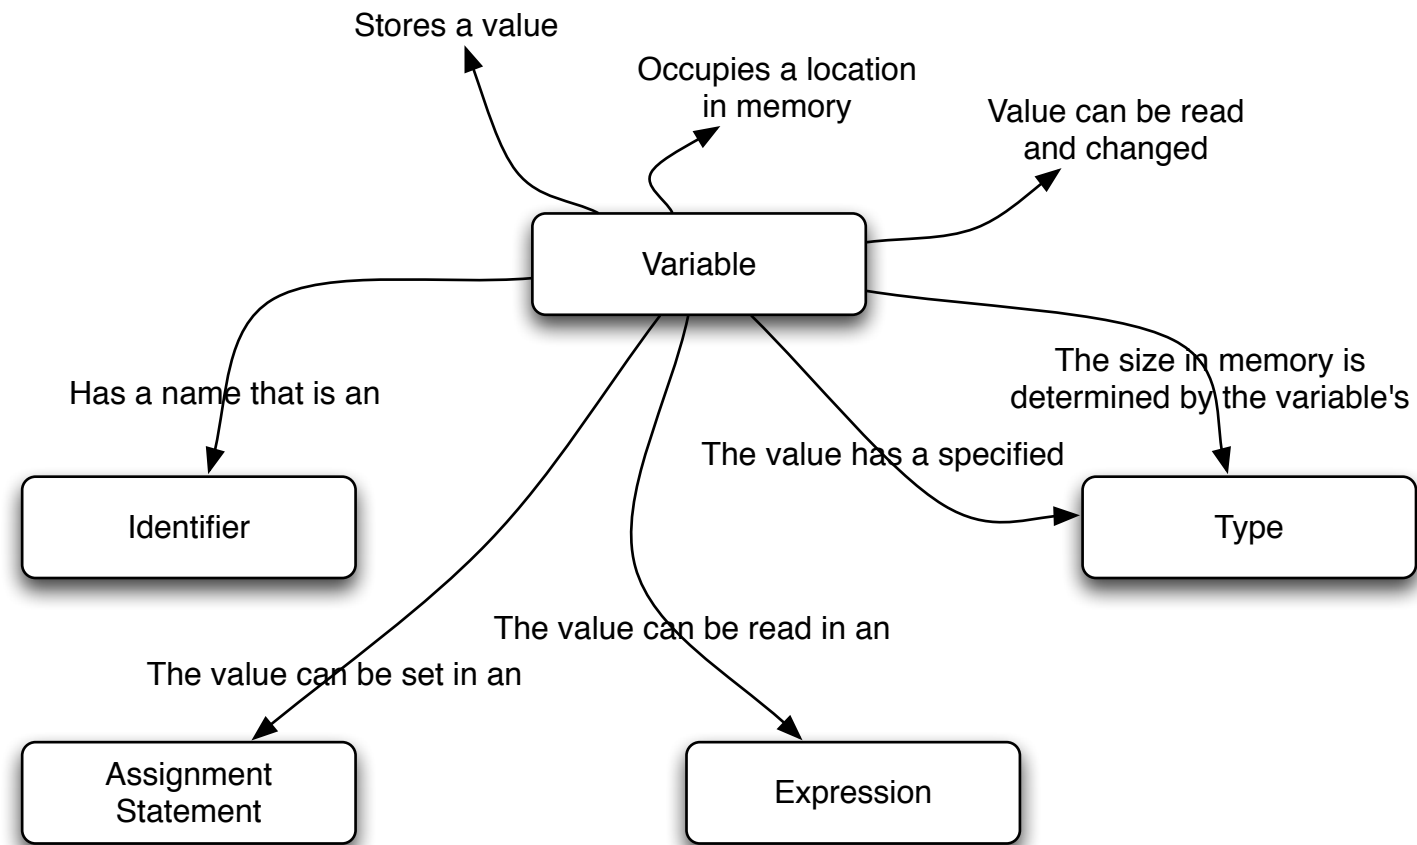 Stores a value
Occupies a location
in memory
Value can be read
and changed
Variable
The size in memory is
determined by the variable's
Has a name that is an
The value has a specified
Identifier
Type
The value can be read in an
The value can be set in an
Assignment
Statement
Expression